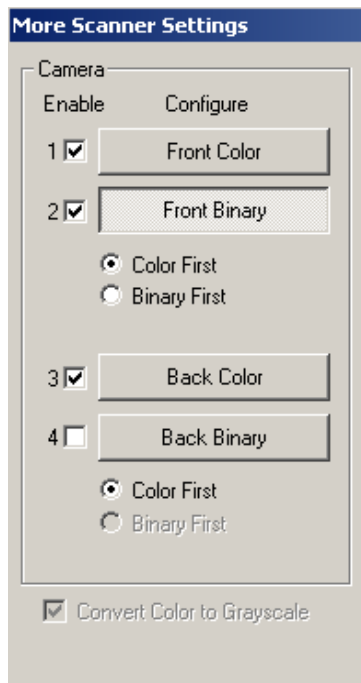 More Scanner Settings
Camera
Enable Configure
1 Front Color
2 Front Binary
Color First
Binary First
3 Back Color
4 Back Binary
Color First
Binary First
Convert Color to Grayscale